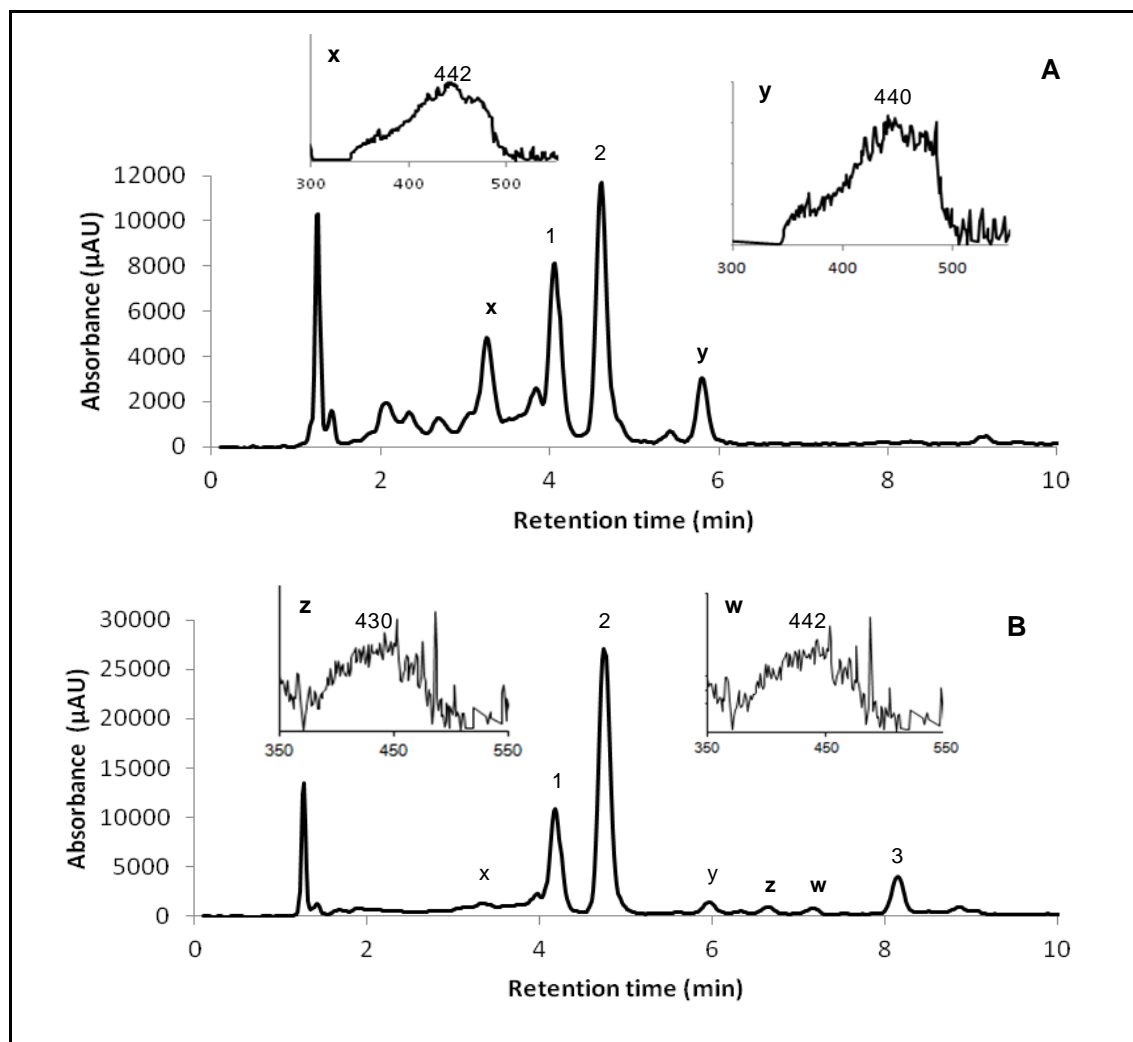 x
442
300 400 500
A
y
440
300 400 500
12000
10000
8000
6000
4000
2000
0
Absorbance (µAU)
x
1
2
y
0 2 4 6 8 10
Retention time (min)
z
430
350 450 550
w
442
350 450 550
B
30000
25000
20000
15000
10000
5000
0
Absorbance (µAU)
x
1
2
y
z
w
3
0 2 4 6 8 10
Retention time (min)